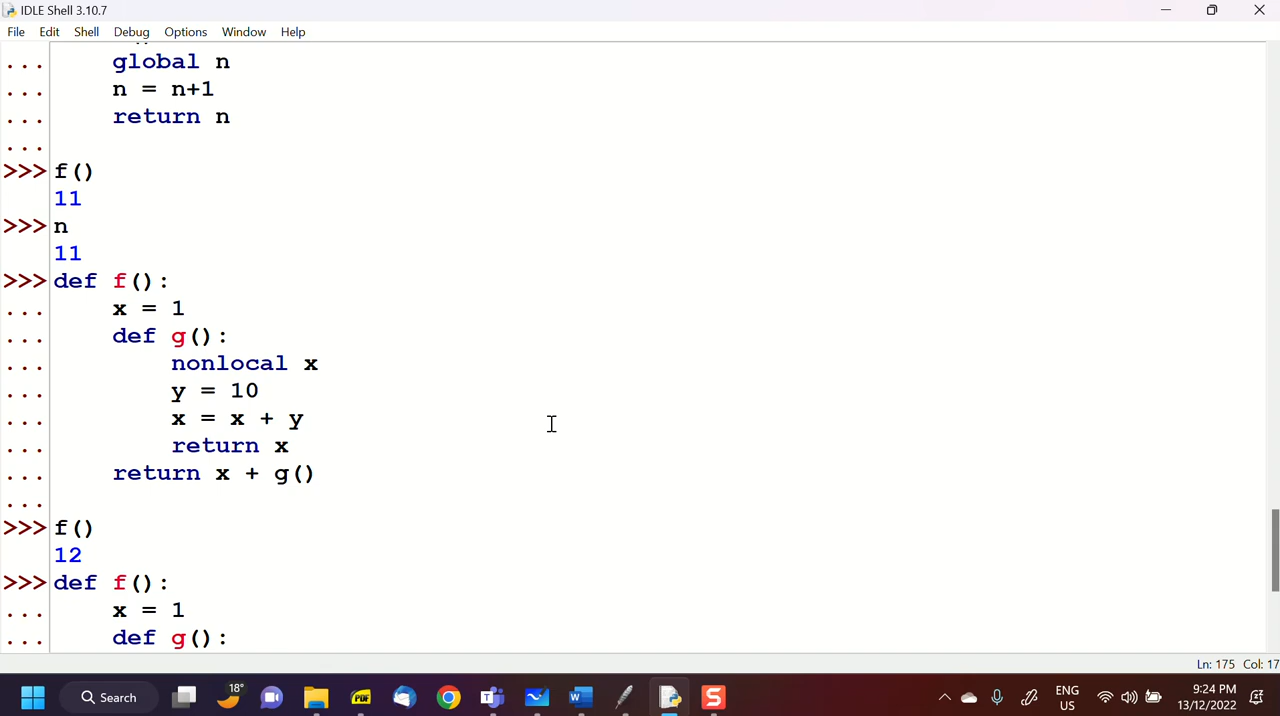 IDLE Shell 3.10.7
File Edit Shell Debug Options Window Help
... global n
... n = n+1
... return n
...
>>> f()
11
>>> n
11
>>> def f():
... x = 1
... def g():
... nonlocal x
... y = 10
... x = x + y
... return x
... return x + g()
...
>>> f()
12
>>> def f():
... x = 1
... def g():
Ln: 175 Col: 17
Search
18°
PDF
W
S
ENG
US
9:24 PM
13/12/2022